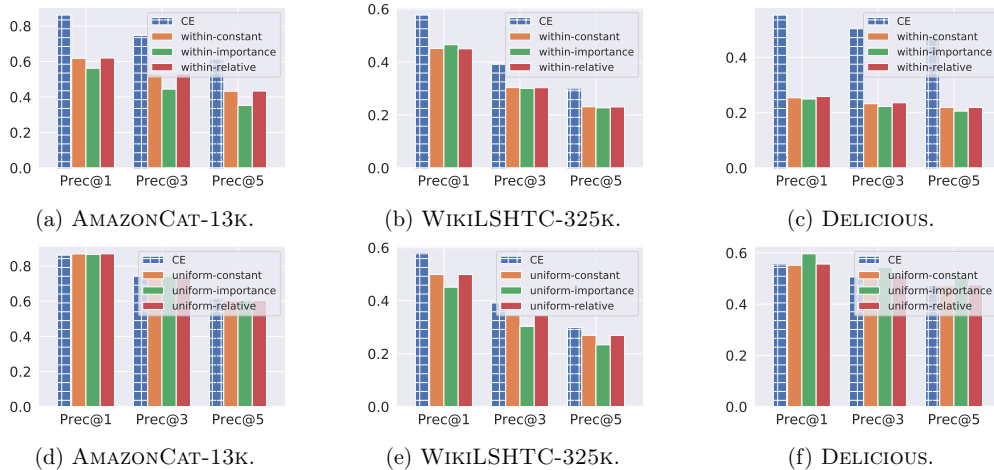 0.8
0.6
0.4
0.2
0.0
CE
within-constant
within-importance
within-relative
Prec@1 Prec@3 Prec@5
(a) AMAZONCAT-13K.
0.6
0.4
0.2
0.0
CE
within-constant
within-importance
within-relative
Prec@1 Prec@3 Prec@5
(b) WIKILSHTC-325K.
0.4
0.2
0.0
CE
within-constant
within-importance
within-relative
Prec@1 Prec@3 Prec@5
(c) DELICIOUS.
0.8
0.6
0.4
0.2
0.0
CE
uniform-constant
uniform-importance
uniform-relative
Prec@1 Prec@3 Prec@5
(d) AMAZONCAT-13K.
0.6
0.4
0.2
0.0
CE
uniform-constant
uniform-importance
uniform-relative
Prec@1 Prec@3 Prec@5
(e) WIKILSHTC-325K.
0.6
0.4
0.2
0.0
CE
uniform-constant
uniform-importance
uniform-relative
Prec@1 Prec@3 Prec@5
(f) DELICIOUS.